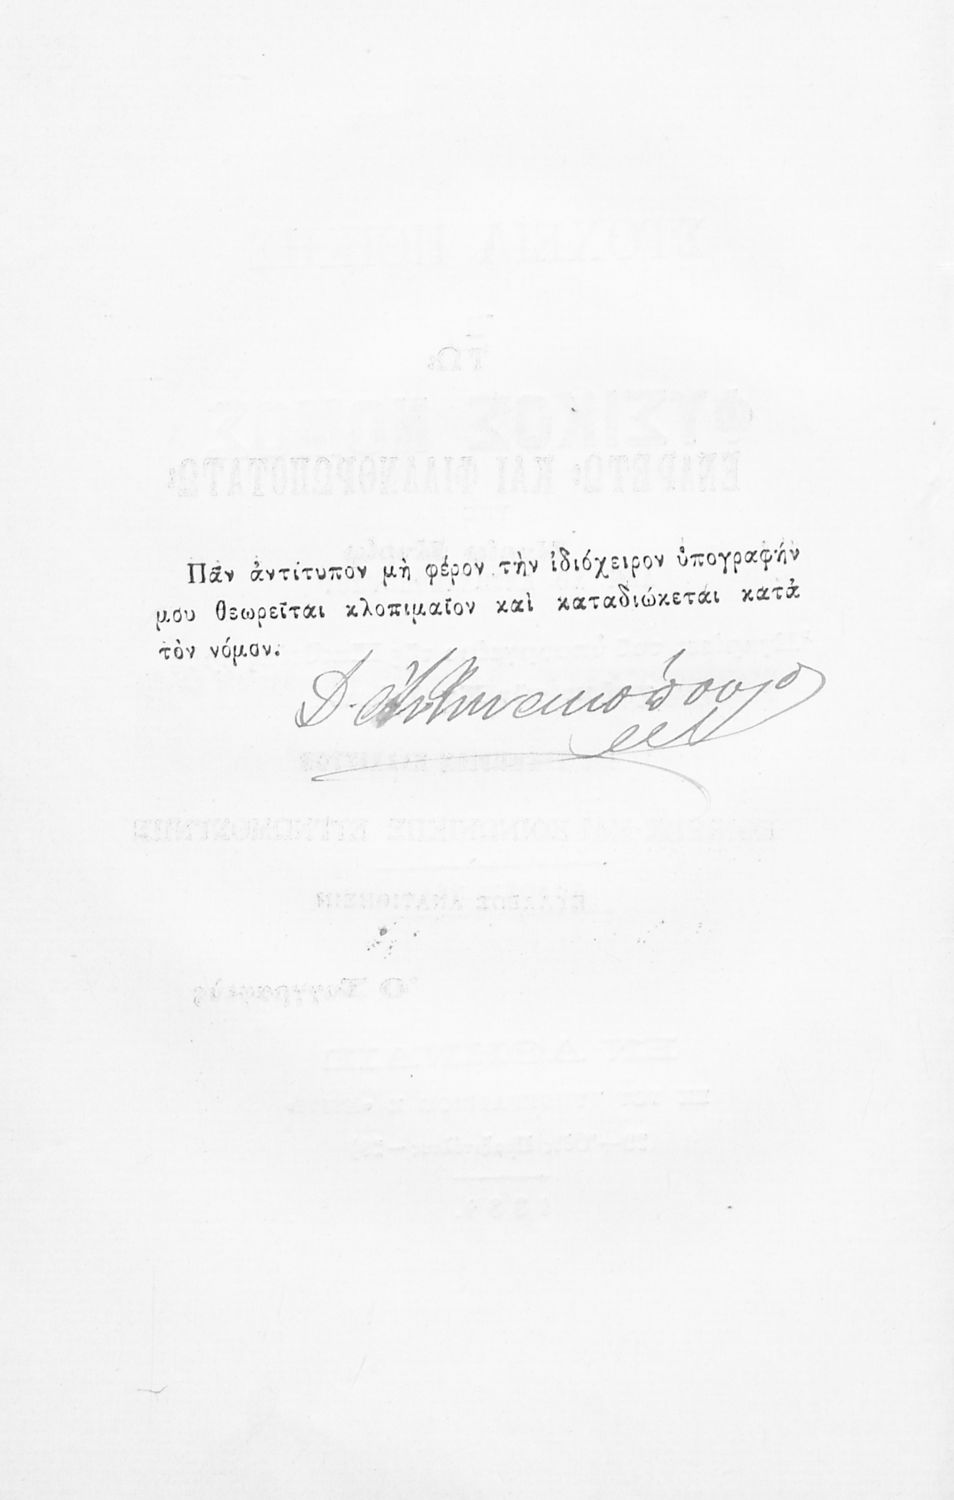 Πᾶν ἀντίτυπον μὴ φέρον τὴν ἰδιόχειρον ὑπογραφήν
μου θεωρεῖται κλοπιμαῖον καὶ καταδιώκεται κατὰ
τὸν νόμον.